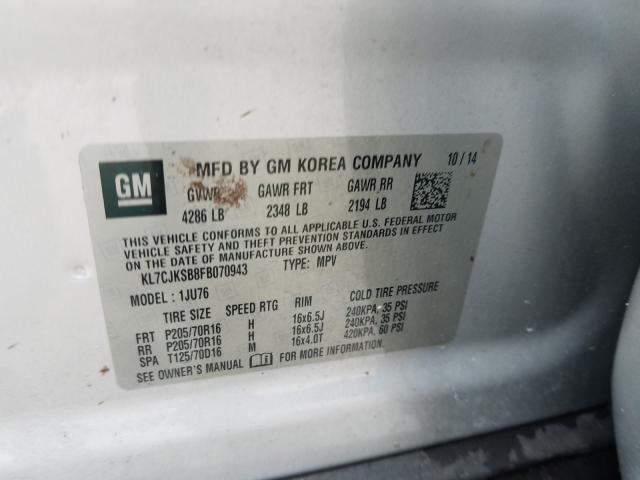 GM MFD BY GM KOREA COMPANY 10/14
GVWR GAWR FRT GAWR RR
4286 LB 2348 LB 2194 LB
THIS VEHICLE CONFORMS TO ALL APPLICABLE U.S. FEDERAL MOTOR
VEHICLE SAFETY AND THEFT PREVENTION STANDARDS IN EFFECT ON
THE DATE OF MANUFACTURE SHOWN ABOVE.
KL7CJKSB8FB070943 TYPE: MPV
MODEL : 1JU76
TIRE SIZE SPEED RTG RIM COLD TIRE PRESSURE
FRT P205/70R16 H 16x6.5J 240KPA, 35 PSI
RR P205/70R16 H 16x6.5J 240KPA, 35 PSI
SPA T125/70D16 M 16x4.0T 420KPA, 60 PSI
SEE OWNER'S MANUAL FOR MORE INFORMATION.